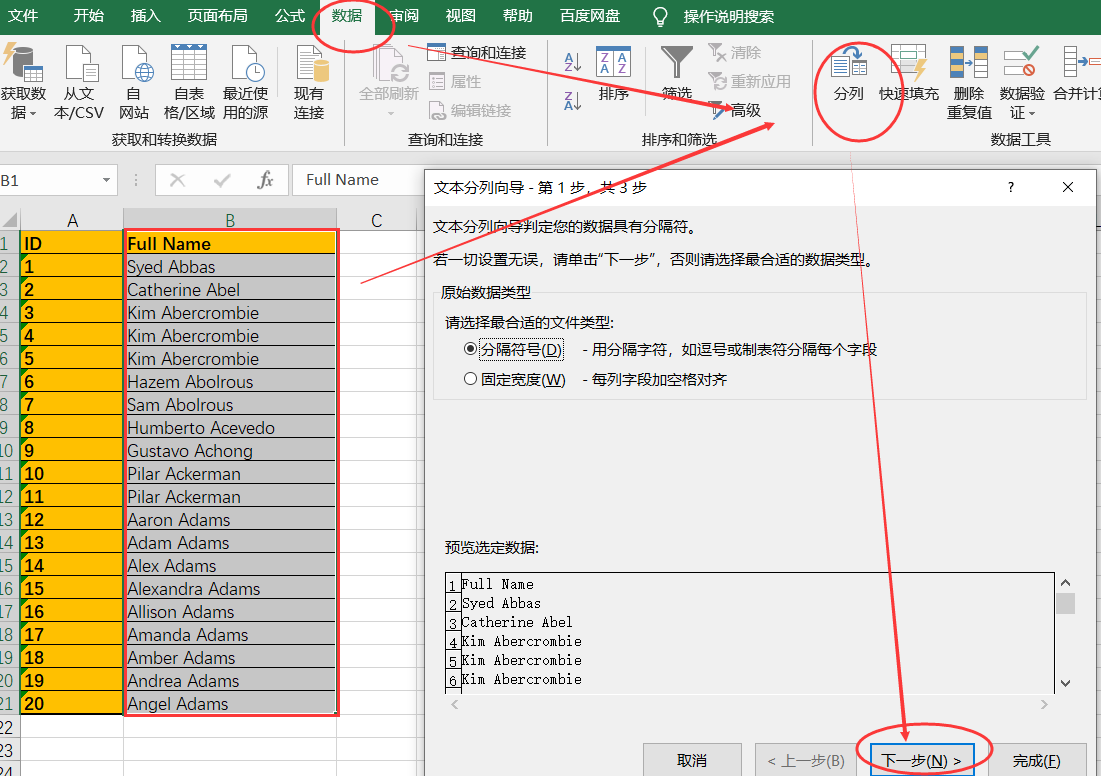 文件 开始 插入 页面布局 公式 数据 审阅 视图 帮助 百度网盘 操作说明搜索
获取数据 从文本/CSV 自网站 自表格/区域 最近使用的源 现有连接
获取和转换数据
全部刷新 查询和连接 属性 编辑链接
查询和连接
排序 筛选 清除 重新应用 高级
排序和筛选
分列 快速填充 删除重复值 数据验证 合并计算
数据工具
B1 fx Full Name
A B C
1 ID Full Name
2 1 Syed Abbas
3 2 Catherine Abel
4 3 Kim Abercrombie
5 4 Kim Abercrombie
6 5 Kim Abercrombie
7 6 Hazem Abolrous
8 7 Sam Abolrous
9 8 Humberto Acevedo
10 9 Gustavo Achong
11 10 Pilar Ackerman
12 11 Pilar Ackerman
13 12 Aaron Adams
14 13 Adam Adams
15 14 Alex Adams
16 15 Alexandra Adams
17 16 Allison Adams
18 17 Amanda Adams
19 18 Amber Adams
20 19 Andrea Adams
21 20 Angel Adams
22
23
24
文本分列向导 - 第 1 步，共 3 步 ?
文本分列向导判定您的数据具有分隔符。
若一切设置无误，请单击“下一步”，否则请选择最合适的数据类型。
原始数据类型
请选择最合适的文件类型:
分隔符号(D) - 用分隔字符，如逗号或制表符分隔每个字段
固定宽度(W) - 每列字段加空格对齐
预览选定数据:
1 Full Name
2 Syed Abbas
3 Catherine Abel
4 Kim Abercrombie
5 Kim Abercrombie
6 Kim Abercrombie
取消 < 上一步(B) 下一步(N) > 完成(F)